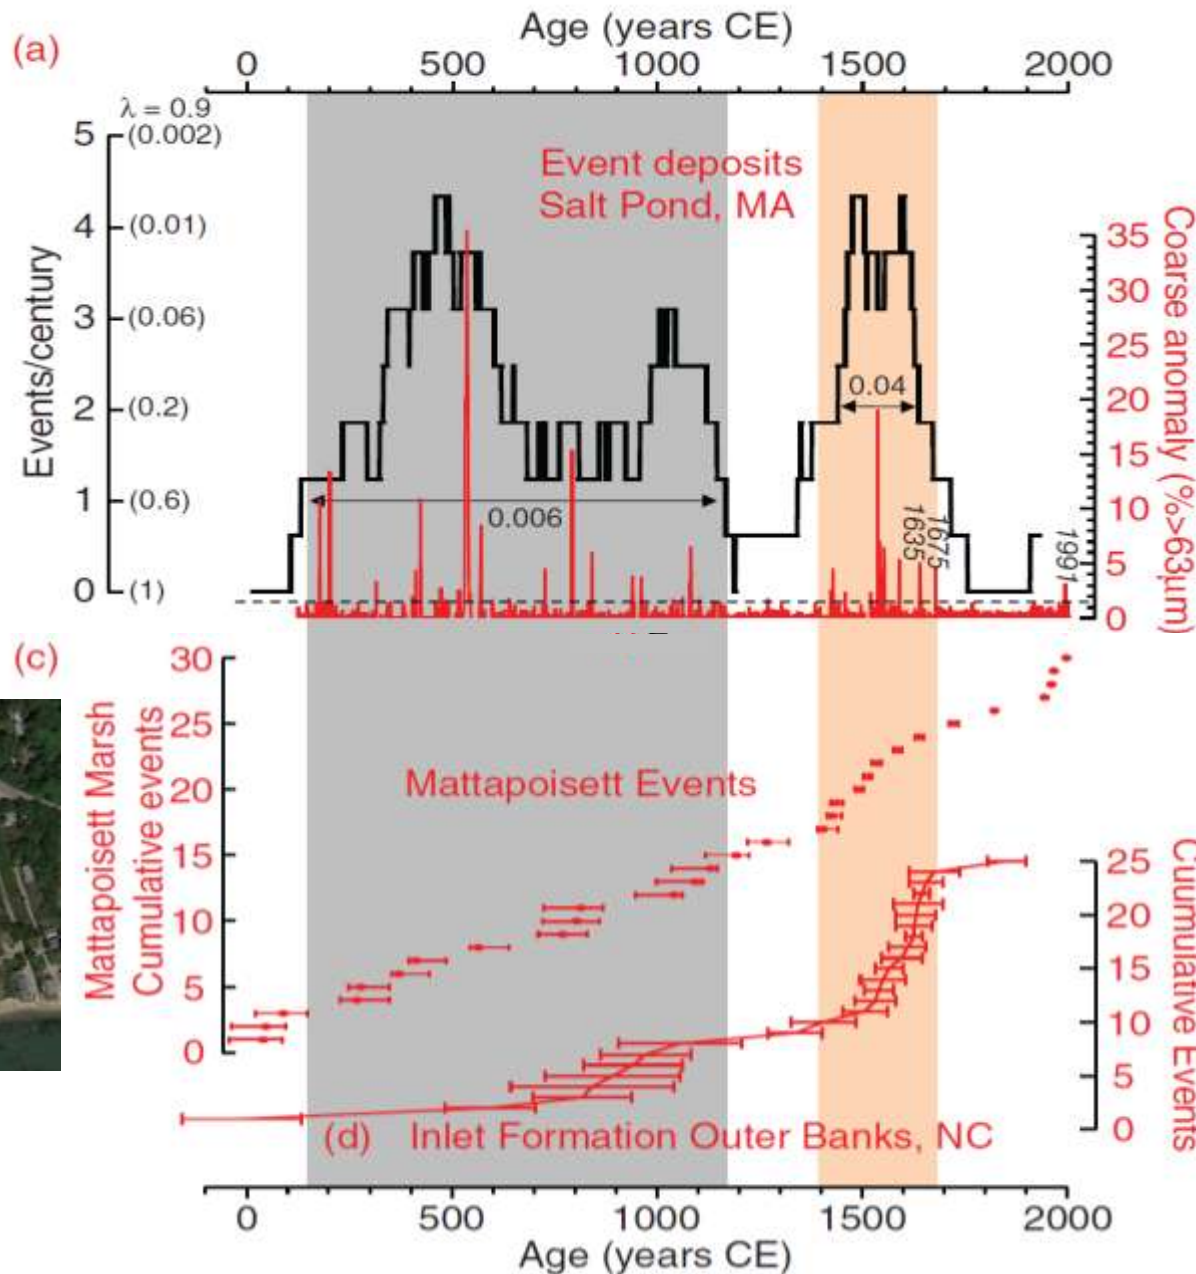 Age (years CE)
(a)
0 500 1000 1500 2000
λ = 0.9
5 (0.002)
4 (0.01)
3 (0.06)
2 (0.2)
1 (0.6)
0 (1)
Events/century
Event deposits
Salt Pond, MA
35
30
25
20
15
10
5
0
Coarse anomaly (%>63μm)
0.04
0.006
1635
1675
1991
(c)
30
25
20
15
10
5
0
Mattapoisett Marsh
Cumulative events
Mattapoisett Events
25
20
15
10
5
0
Cuumulative Events
(d) Inlet Formation Outer Banks, NC
0 500 1000 1500 2000
Age (years CE)